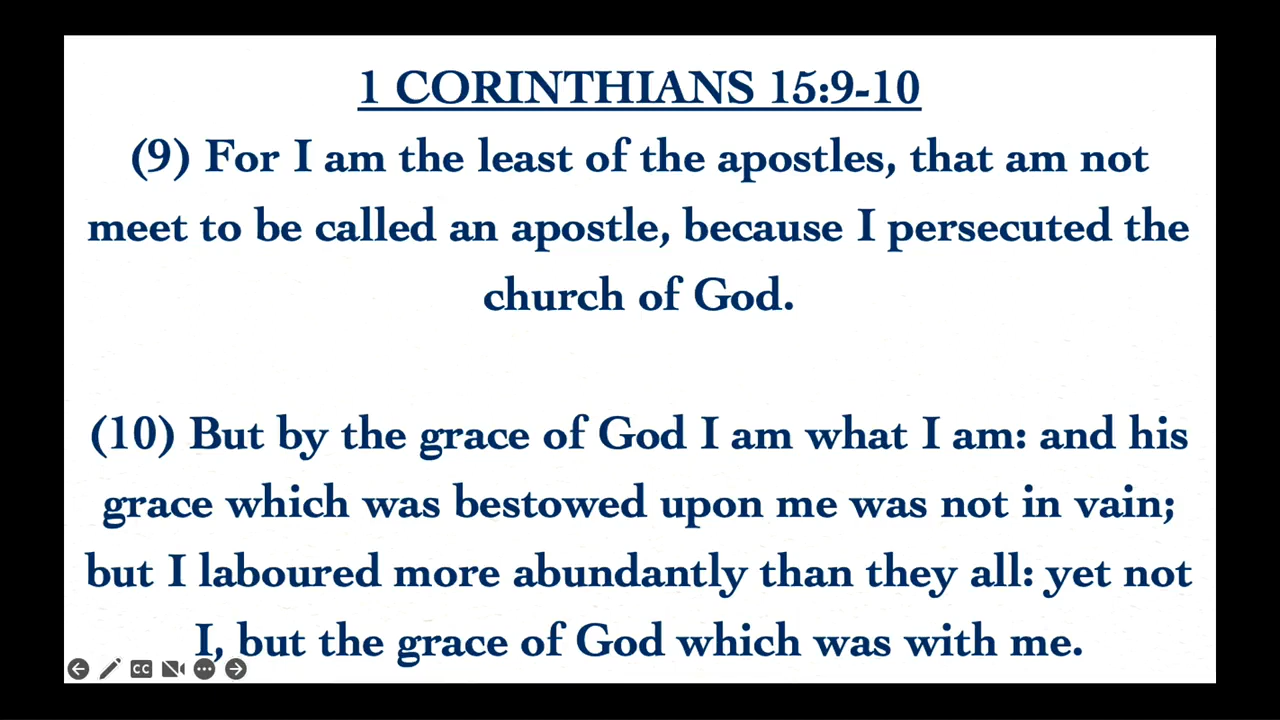 1 CORINTHIANS 15:9-10
(9) For I am the least of the apostles, that am not
meet to be called an apostle, because I persecuted the
church of God.
(10) But by the grace of God I am what I am: and his
grace which was bestowed upon me was not in vain;
but I laboured more abundantly than they all: yet not
I, but the grace of God which was with me.
CC